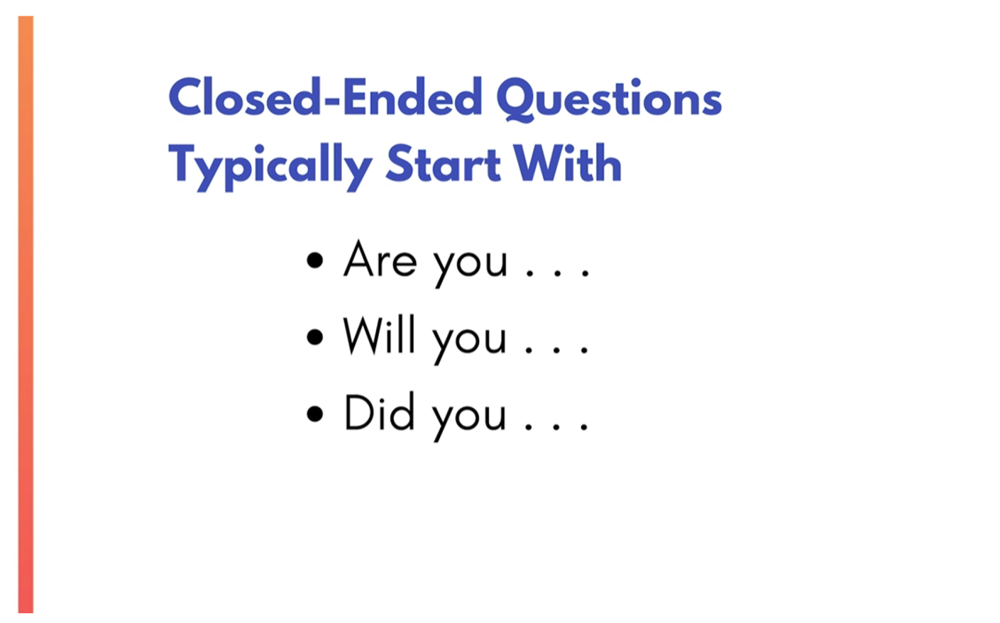 Closed-Ended Questions
Typically Start With
• Are you . . .
• Will you . . .
• Did you . . .